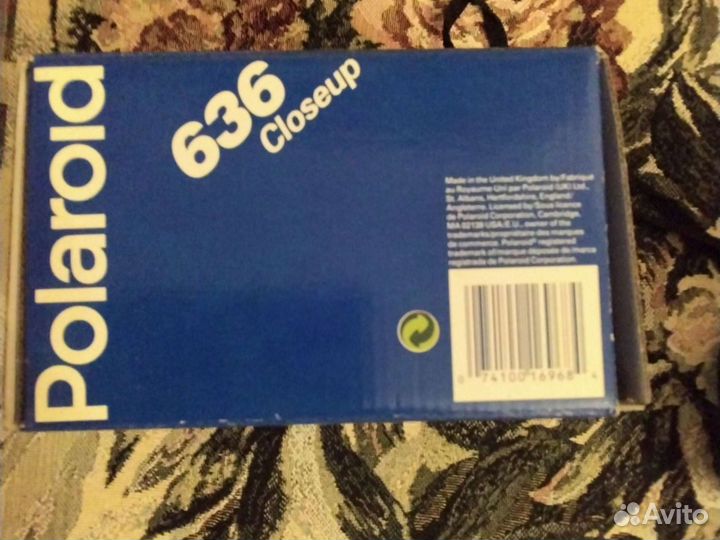 Polaroid
636
Closeup
Made in the United Kingdom by/Fabriqué
au Royaume Uni par Polaroid (UK) Ltd.,
St. Albans, Hertfordshire, England/
Angleterre. Licensed by/Sous licence
de Polaroid Corporation, Cambridge,
MA 02139 USA/E.U., owner of the
trademarks/propriétaire des marques
de commerce. Polaroid® registered
trademark of/marque déposée de/marca
registrada de Polaroid Corporation.
0 74100 16968 4
Avito